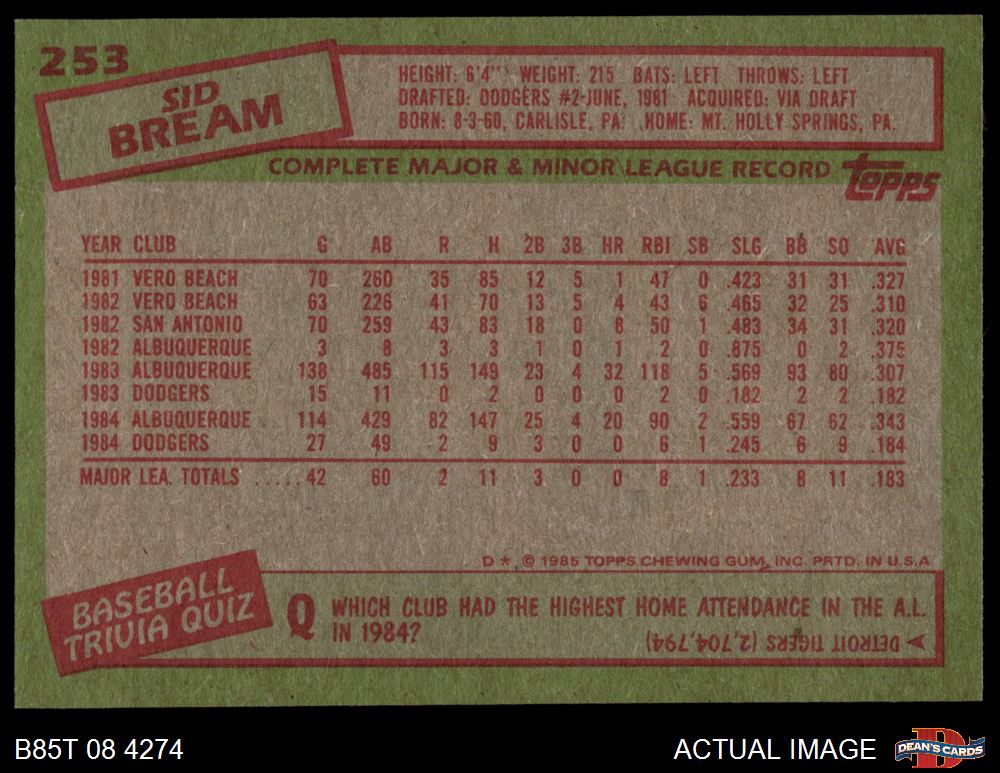 253
SID
BREAM
HEIGHT: 6'4" WEIGHT: 215 BATS: LEFT THROWS: LEFT
DRAFTED: DODGERS #2-JUNE, 1981 ACQUIRED: VIA DRAFT
BORN: 8-3-60, CARLISLE, PA. HOME: MT. HOLLY SPRINGS, PA.
COMPLETE MAJOR & MINOR LEAGUE RECORD
topps
YEAR CLUB G AB R H 2B 3B HR RBI SB SLG BB SO AVG
1981 VERO BEACH 70 260 35 85 12 5 1 47 0 .423 31 31 .327
1982 VERO BEACH 63 226 41 70 13 5 4 43 6 .465 32 25 .310
1982 SAN ANTONIO 70 259 43 83 18 0 8 50 1 .483 34 31 .320
1982 ALBUQUERQUE 3 8 3 3 1 0 1 2 0 .875 0 2 .375
1983 ALBUQUERQUE 138 485 115 149 23 4 32 118 5 .569 93 80 .307
1983 DODGERS 15 11 0 2 0 0 0 2 0 .182 2 2 .182
1984 ALBUQUERQUE 114 429 82 147 25 4 20 90 2 .559 67 62 .343
1984 DODGERS 27 49 2 9 3 0 0 6 1 .245 6 9 .184
MAJOR LEA. TOTALS ..... 42 60 2 11 3 0 0 8 1 .233 8 11 .183
D*. © 1985 TOPPS CHEWING GUM, INC. PRTD. IN U.S.A
BASEBALL
TRIVIA QUIZ
Q WHICH CLUB HAD THE HIGHEST HOME ATTENDANCE IN THE A.L.
IN 1984?
DETROIT TIGERS (2,704,794)
B85T 08 4274
ACTUAL IMAGE
D
DEAN'S CARDS